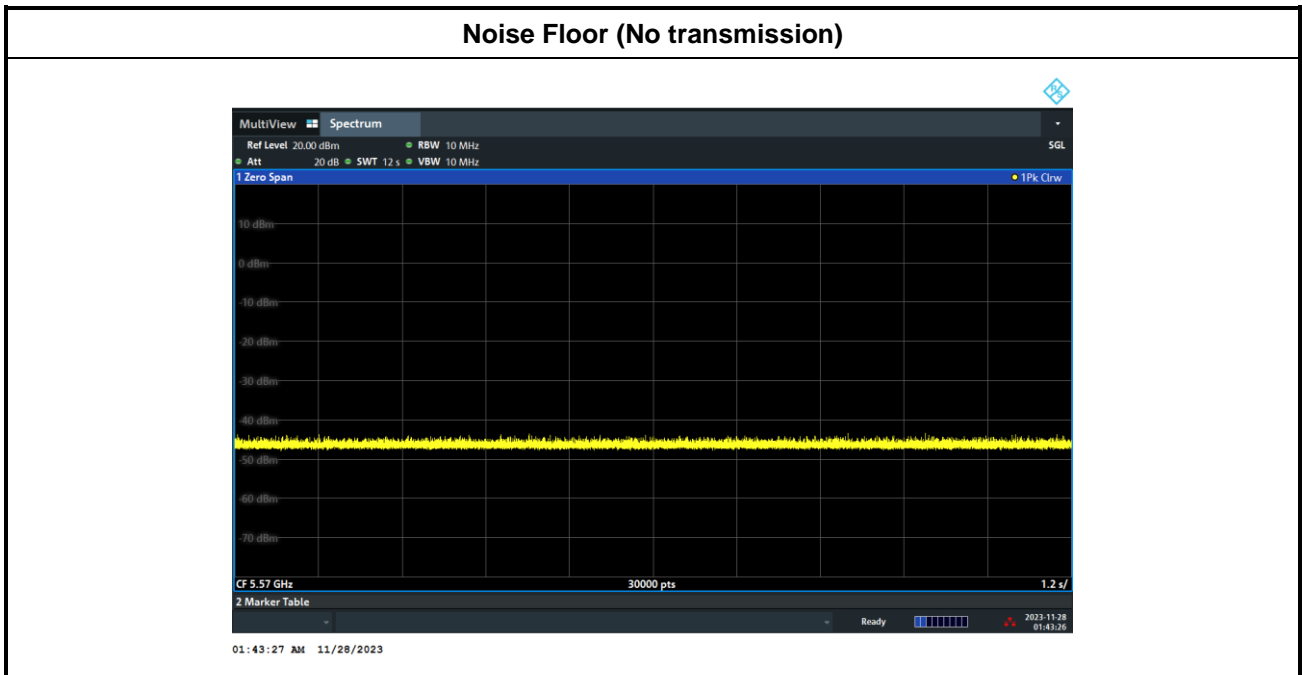 Noise Floor (No transmission)
R&S
MultiView Spectrum
Ref Level 20.00 dBm RBW 10 MHz SGL
Att 20 dB SWT 12 s VBW 10 MHz
1 Zero Span 1Pk Clrw
10 dBm
0 dBm
-10 dBm
-20 dBm
-30 dBm
-40 dBm
-50 dBm
-60 dBm
-70 dBm
CF 5.57 GHz 30000 pts 1.2 s/
2 Marker Table
Ready 2023-11-28
01:43:26
01:43:27 AM 11/28/2023